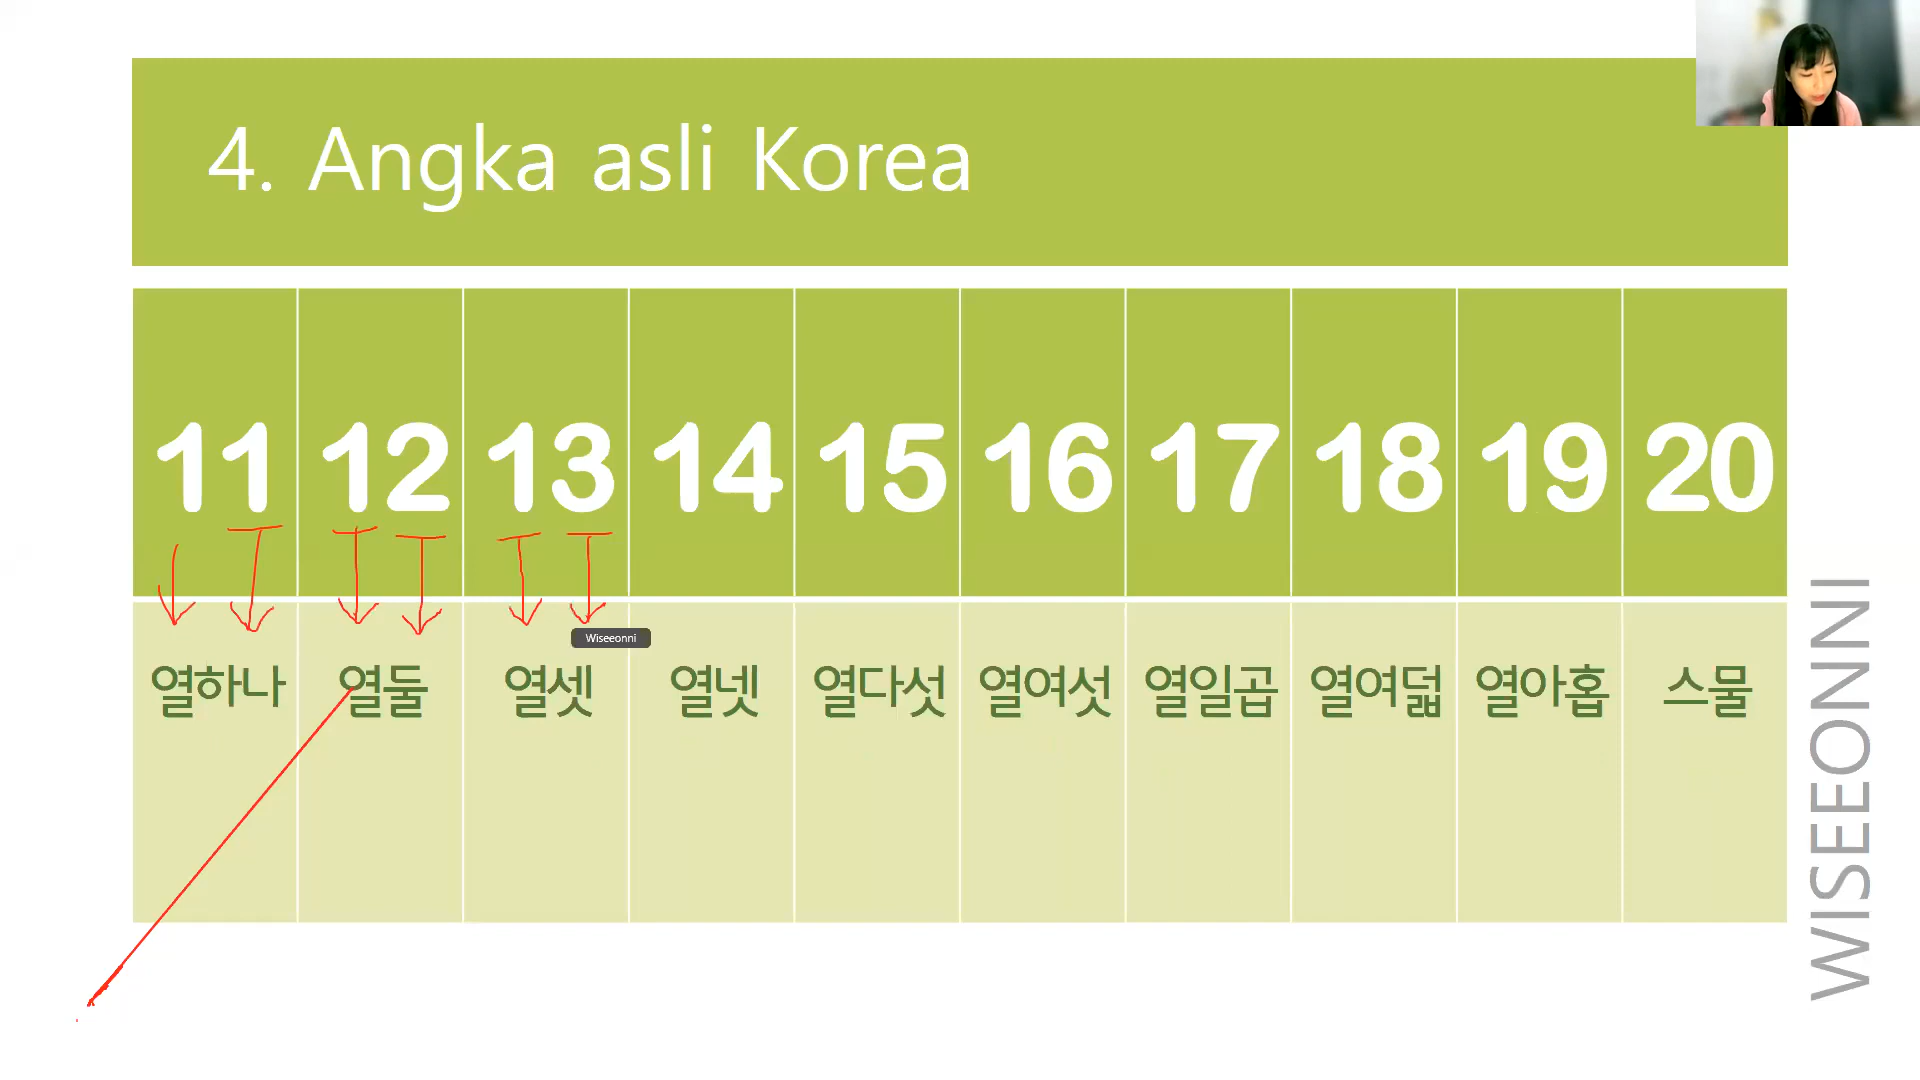 4. Angka asli Korea
11 12 13 14 15 16 17 18 19 20
Wiseeonni
열하나 열둘 열셋 열넷 열다섯 열여섯 열일곱 열여덟 열아홉 스물
WISEEONNI